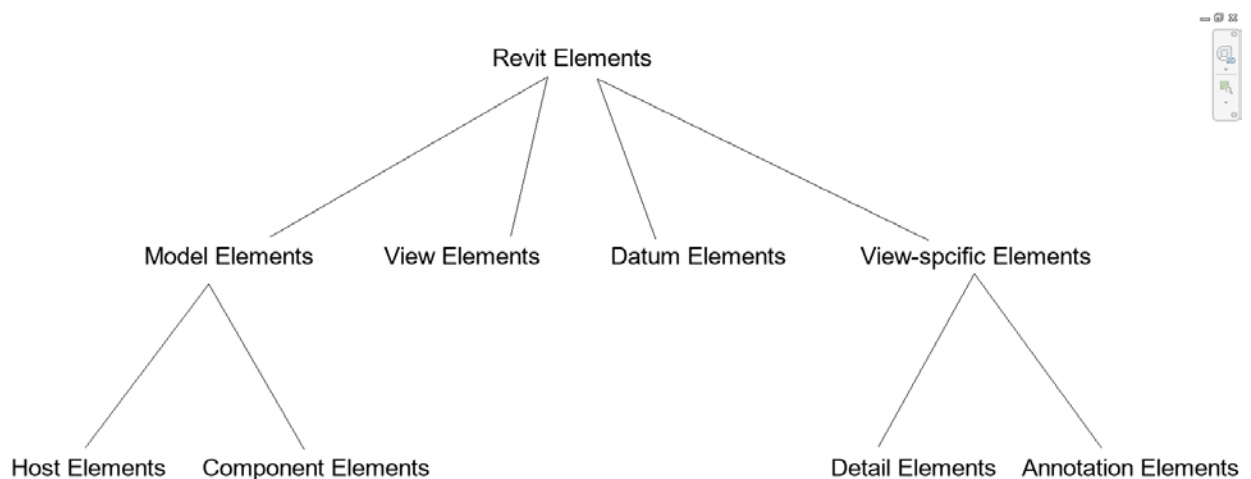 Revit Elements
Model Elements
View Elements
Datum Elements
View-spcific Elements
Host Elements
Component Elements
Detail Elements
Annotation Elements